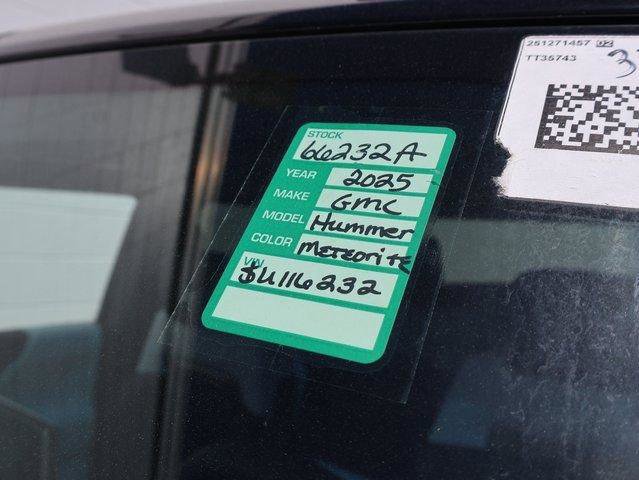 251271457 02
TT35743
STOCK 66232A
YEAR 2025
MAKE GMC
MODEL Hummer
COLOR METEORITE
VIN
SU116232